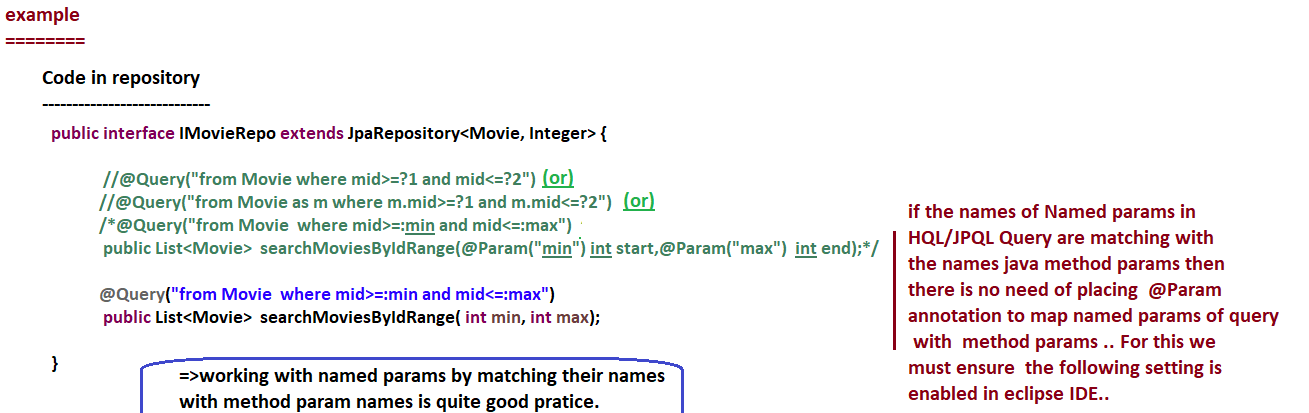 example
========
Code in repository
----------------------------
public interface IMovieRepo extends JpaRepository<Movie, Integer> {
//@Query("from Movie where mid>=?1 and mid<=?2") (or)
//@Query("from Movie as m where m.mid>=?1 and m.mid<=?2") (or)
/*@Query("from Movie  where mid>=:min and mid<=:max")
public List<Movie>  searchMoviesByIdRange(@Param("min") int start,@Param("max")  int end);*/
@Query("from Movie  where mid>=:min and mid<=:max")
public List<Movie>  searchMoviesByIdRange( int min, int max);
}
=>working with named params by matching their names
with method param names is quite good pratice.
if the names of Named params in
HQL/JPQL Query are matching with
the names java method params then
there is no need of placing  @Param
annotation to map named params of query
with  method params .. For this we
must ensure  the following setting is
enabled in eclipse IDE..